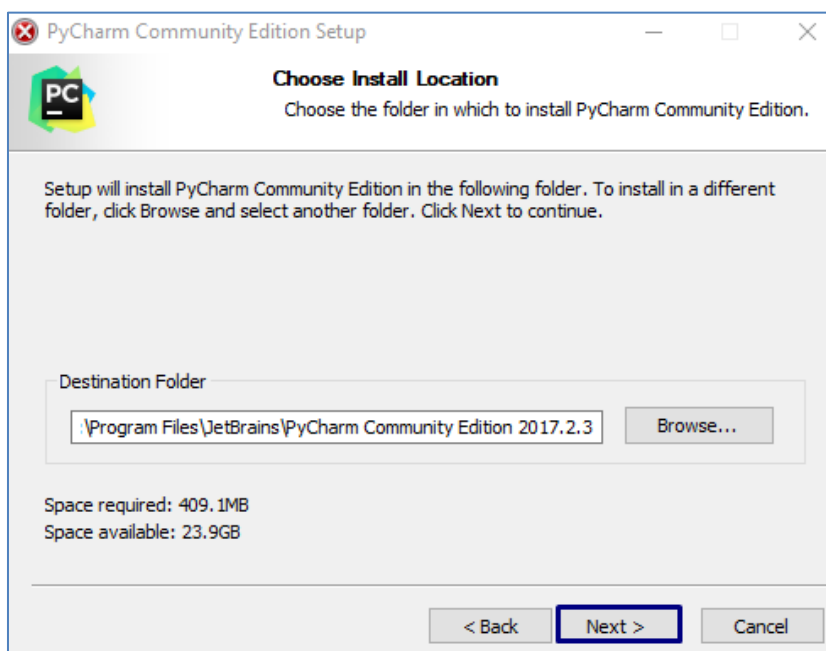 PyCharm Community Edition Setup
PC
Choose Install Location
Choose the folder in which to install PyCharm Community Edition.
Setup will install PyCharm Community Edition in the following folder. To install in a different
folder, click Browse and select another folder. Click Next to continue.
Destination Folder
:\Program Files\JetBrains\PyCharm Community Edition 2017.2.3
Browse...
Space required: 409.1MB
Space available: 23.9GB
< Back Next > Cancel